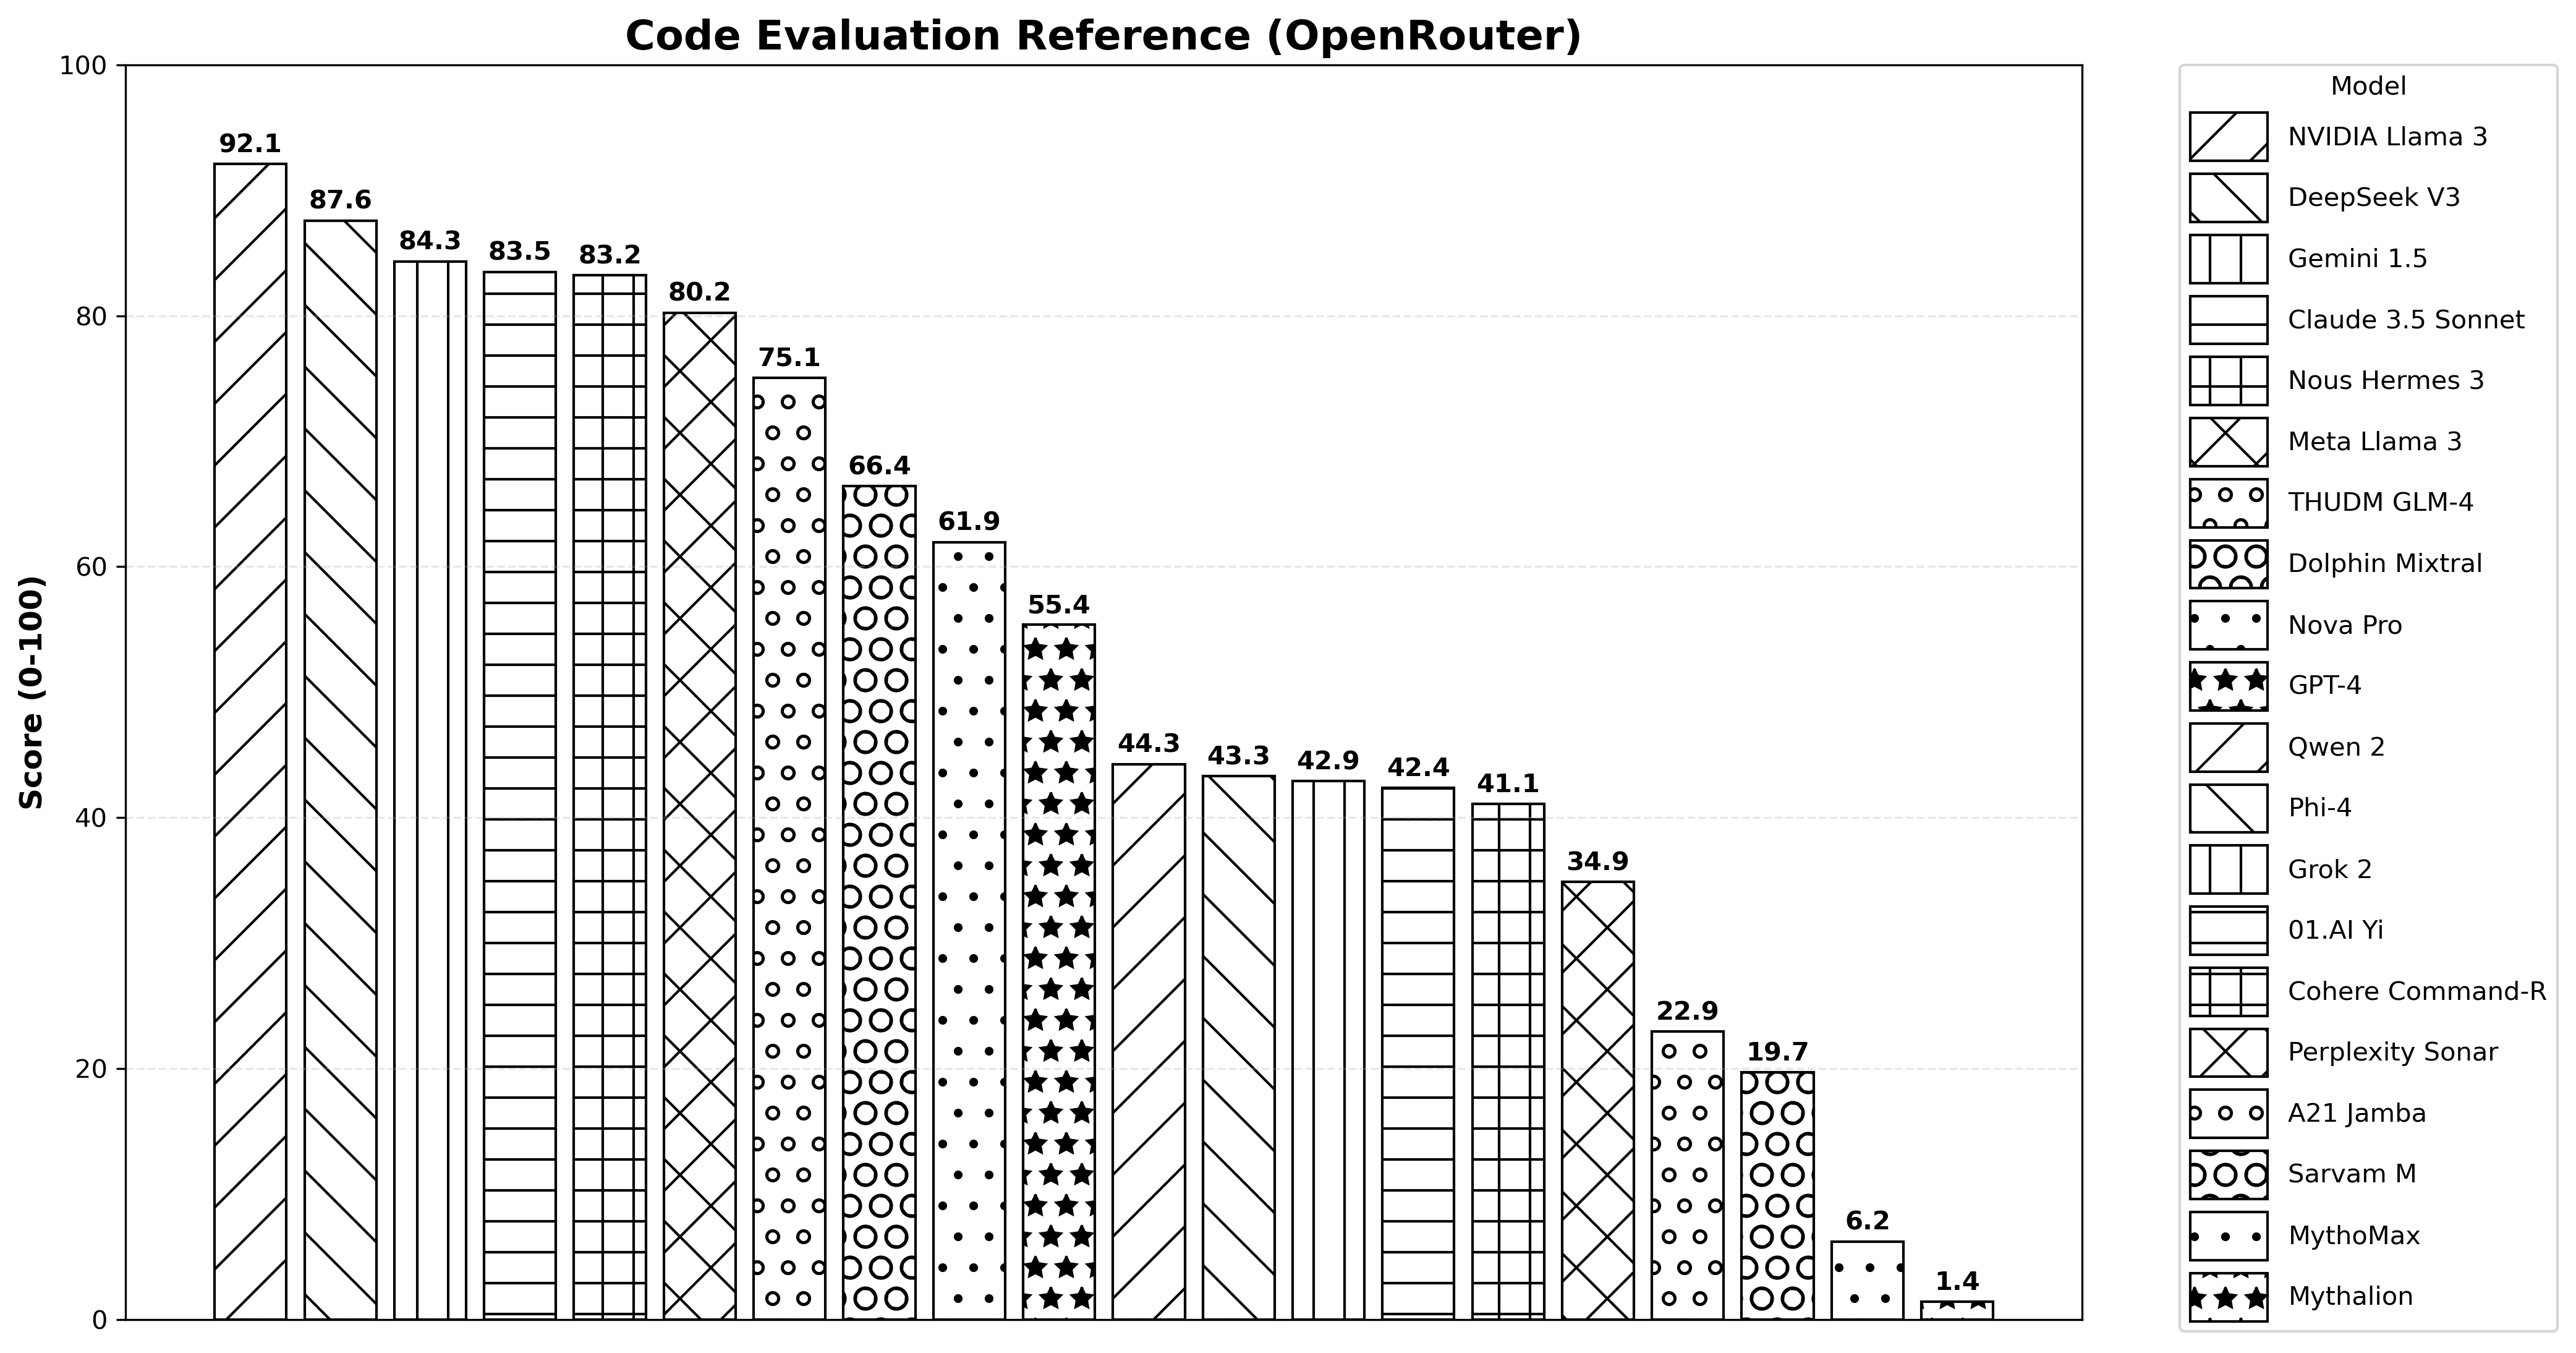 Code Evaluation Reference (OpenRouter)
Score (0-100)
100
80
60
40
20
0
92.1
87.6
84.3
83.5
83.2
80.2
75.1
66.4
61.9
55.4
44.3
43.3
42.9
42.4
41.1
34.9
22.9
19.7
6.2
1.4
Model
NVIDIA Llama 3
DeepSeek V3
Gemini 1.5
Claude 3.5 Sonnet
Nous Hermes 3
Meta Llama 3
THUDM GLM-4
Dolphin Mixtral
Nova Pro
GPT-4
Qwen 2
Phi-4
Grok 2
01.AI Yi
Cohere Command-R
Perplexity Sonar
A21 Jamba
Sarvam M
MythoMax
Mythalion